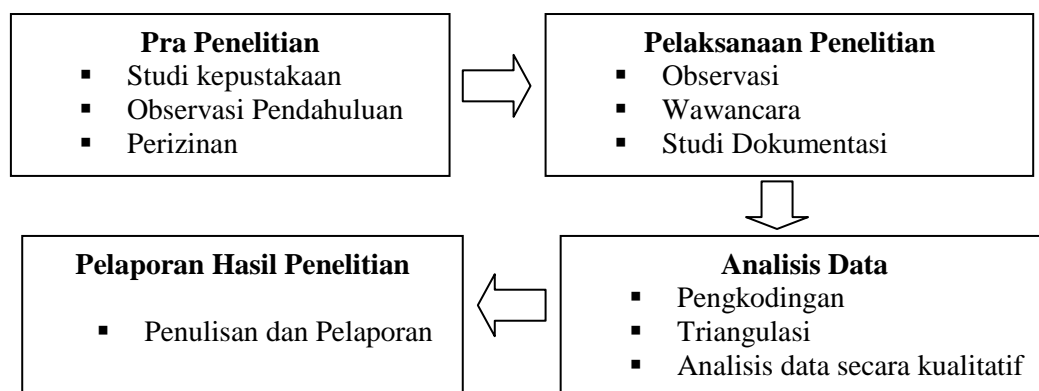 Pra Penelitian
▪ Studi kepustakaan
▪ Observasi Pendahuluan
▪ Perizinan
Pelaksanaan Penelitian
▪ Observasi
▪ Wawancara
▪ Studi Dokumentasi
Analisis Data
▪ Pengkodingan
▪ Triangulasi
▪ Analisis data secara kualitatif
Pelaporan Hasil Penelitian
▪ Penulisan dan Pelaporan